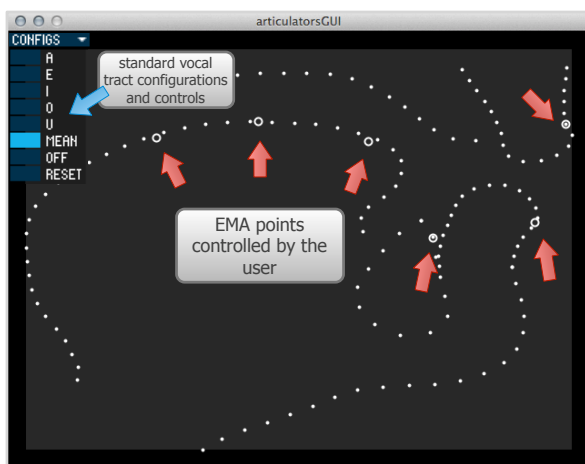 articulatorsGUI
CONFIGS
A
E
I
O
U
MEAN
OFF
RESET
standard vocal
tract configurations
and controls
EMA points
controlled by the
user